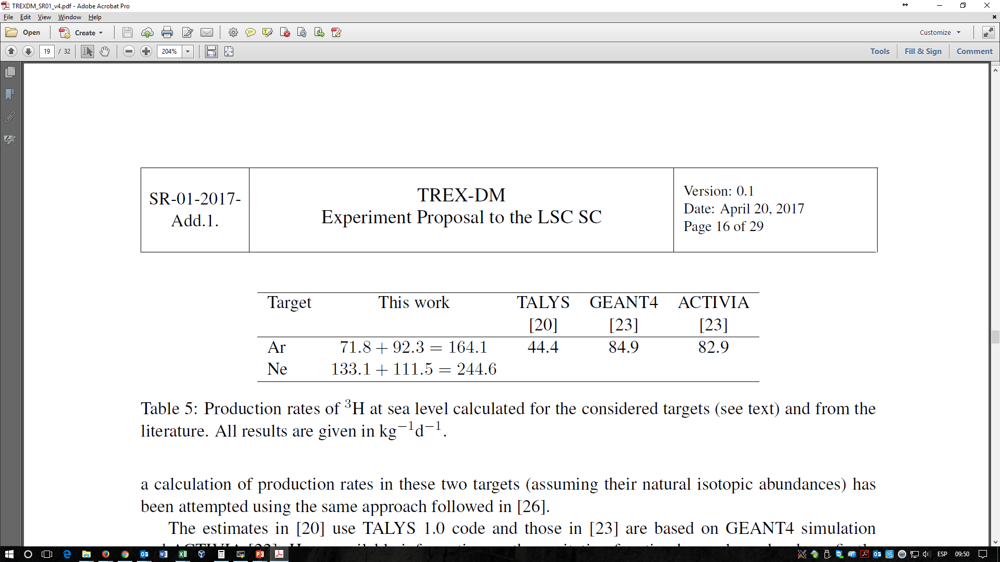 TREXDM_SR01_v4.pdf - Adobe Acrobat Pro
File Edit View Window Help
Open Create Customize
19 / 32 204% Tools Fill & Sign Comment
SR-01-2017-
Add.1.
TREX-DM
Experiment Proposal to the LSC SC
Version: 0.1
Date: April 20, 2017
Page 16 of 29
Target This work TALYS GEANT4 ACTIVIA
[20] [23] [23]
Ar 71.8 + 92.3 = 164.1 44.4 84.9 82.9
Ne 133.1 + 111.5 = 244.6
Table 5: Production rates of ³H at sea level calculated for the considered targets (see text) and from the
literature. All results are given in kg⁻¹d⁻¹.
a calculation of production rates in these two targets (assuming their natural isotopic abundances) has
been attempted using the same approach followed in [26].
The estimates in [20] use TALYS 1.0 code and those in [23] are based on GEANT4 simulation
ESP 09:50